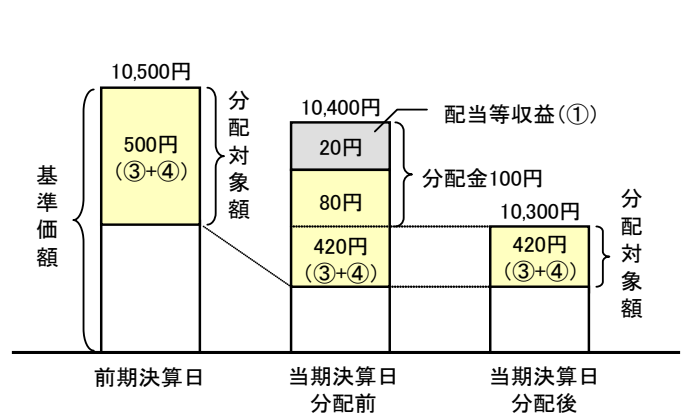 10,500円
500円
(③+④)
分配対象額
基準価額
前期決算日
10,400円
配当等収益(①)
20円
80円
分配金100円
420円
(③+④)
当期決算日
分配前
10,300円
420円
(③+④)
分配対象額
当期決算日
分配後